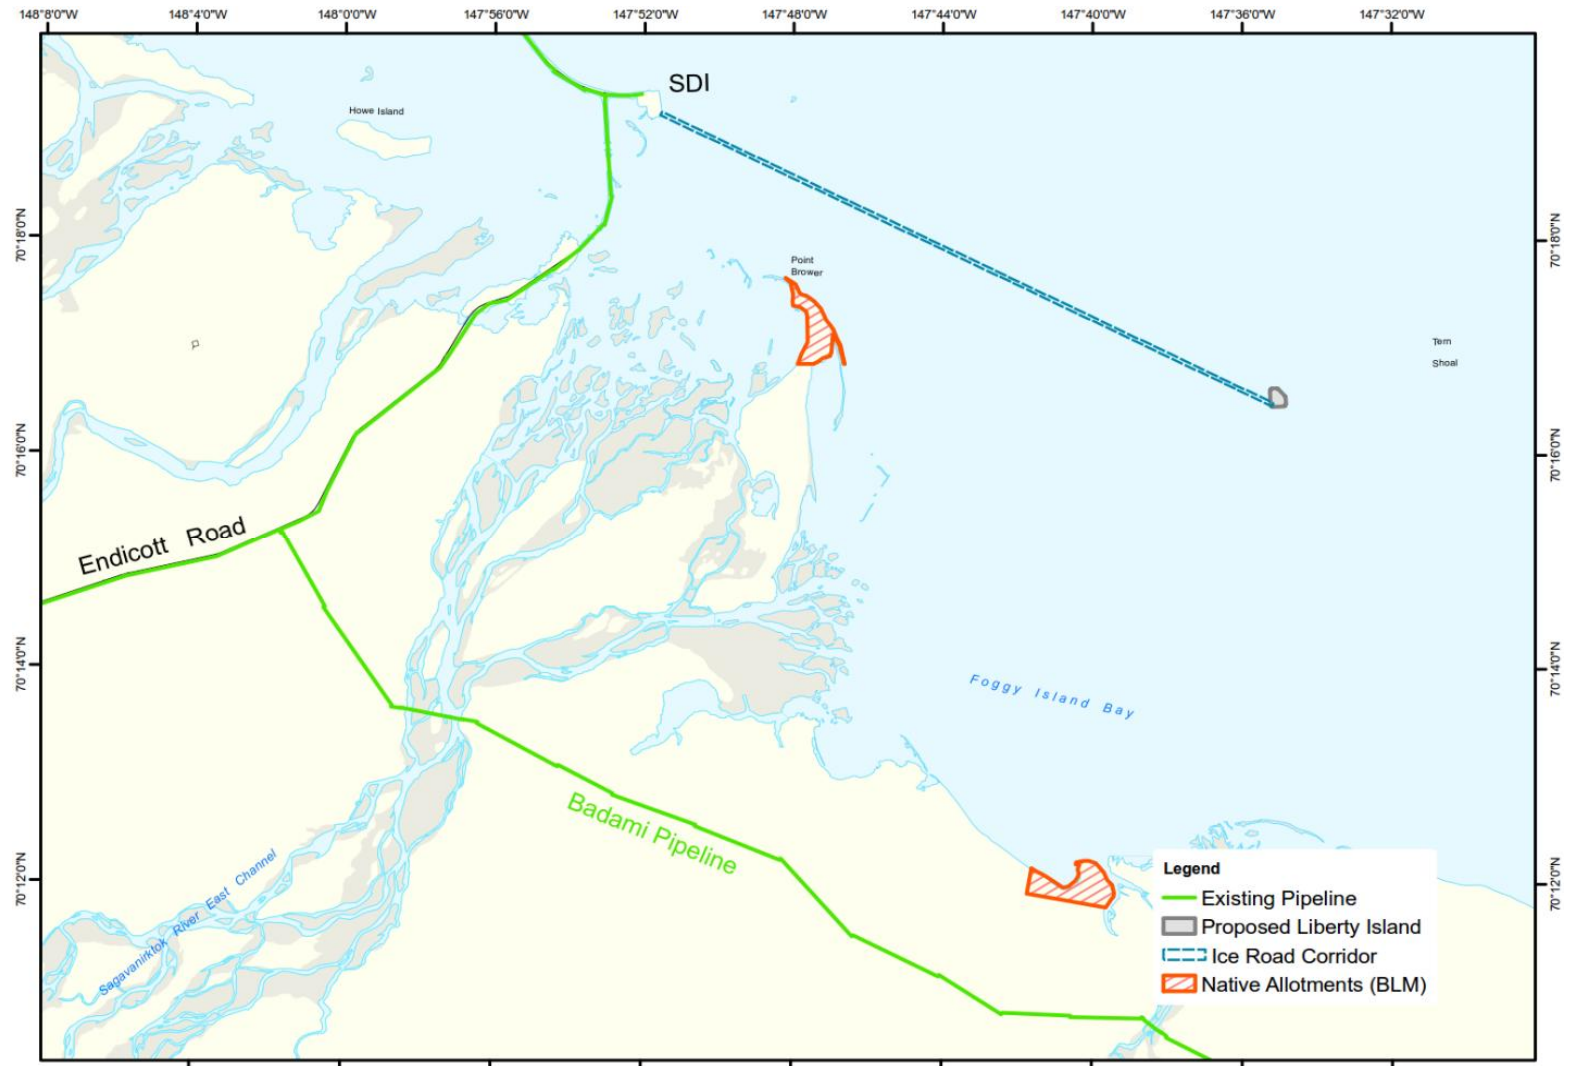 148°8'0"W
148°4'0"W
148°0'0"W
147°56'0"W
147°52'0"W
147°48'0"W
147°44'0"W
147°40'0"W
147°36'0"W
147°32'0"W
SDI
Howe Island
70°18'0"N
70°18'0"N
Point
Brower
Tern
Shoal
70°16'0"N
70°16'0"N
Endicott Road
70°14'0"N
70°14'0"N
Foggy Island Bay
Badami Pipeline
Sagavanirktok River East Channel
70°12'0"N
70°12'0"N
Legend
Existing Pipeline
Proposed Liberty Island
Ice Road Corridor
Native Allotments (BLM)